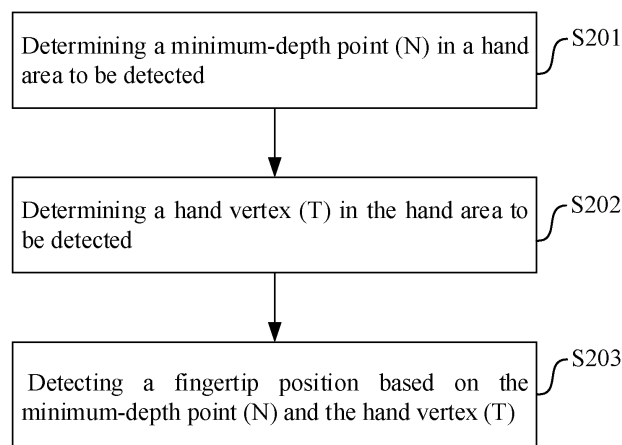 Determining a minimum-depth point (N) in a hand
area to be detected
S201
Determining a hand vertex (T) in the hand area to
be detected
S202
Detecting a fingertip position based on the
minimum-depth point (N) and the hand vertex (T)
S203